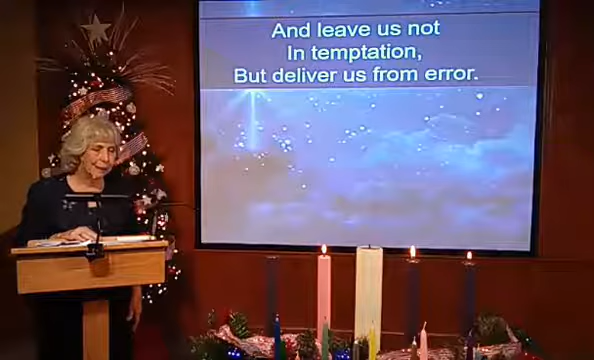 And leave us not
In temptation,
But deliver us from error.